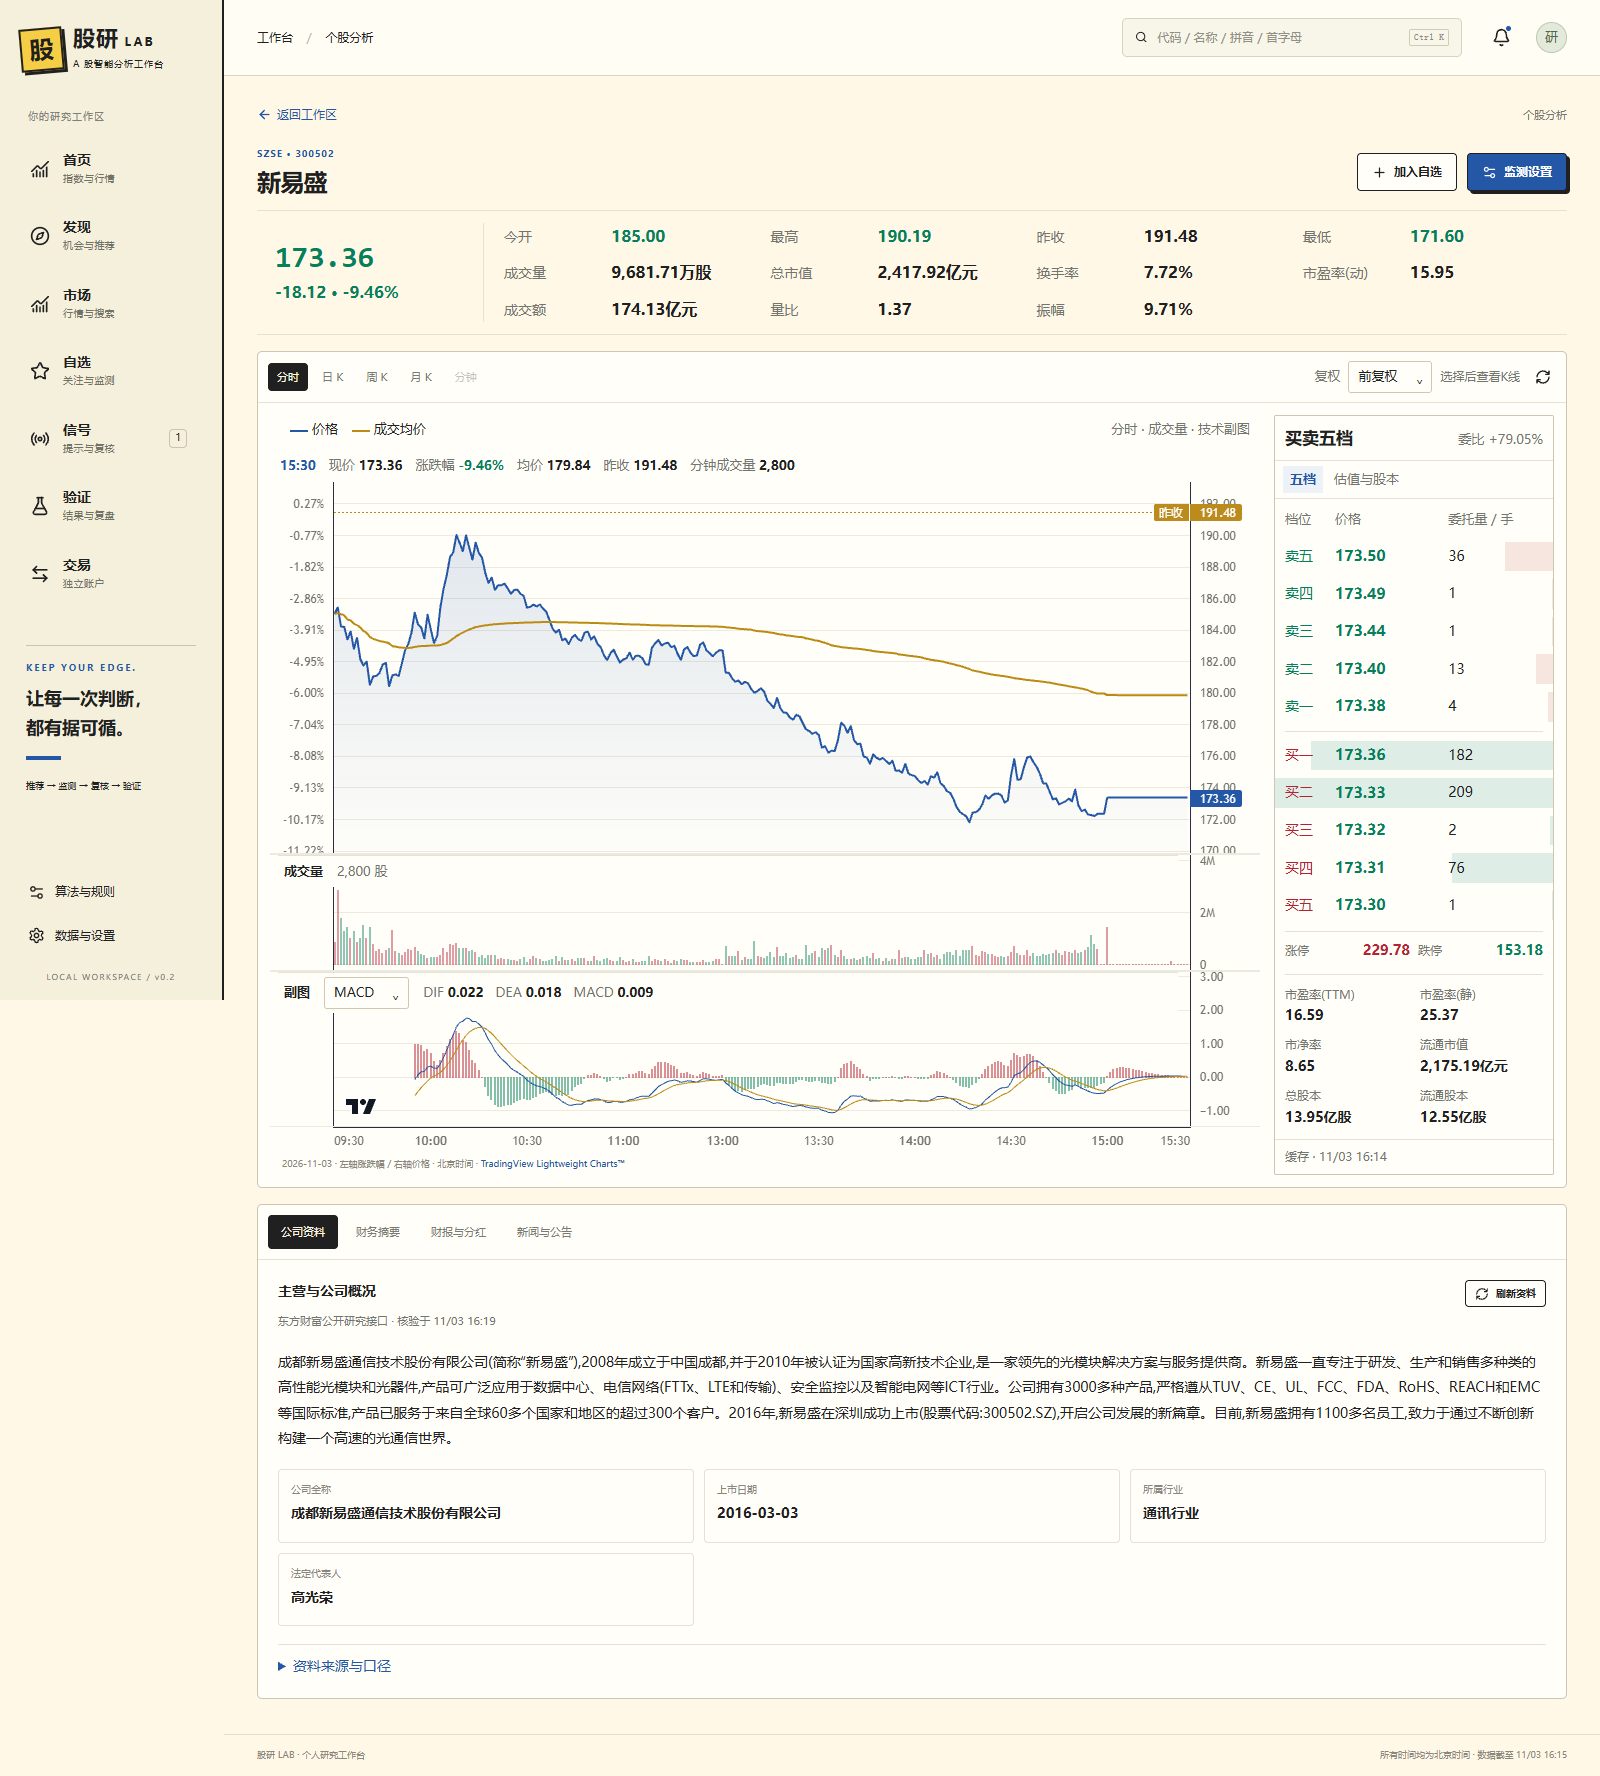 股
股研 LAB
A 股智能分析工作台
你的研究工作区
首页
指数与行情
发现
机会与推荐
市场
行情与搜索
自选
关注与监测
信号
提示与复核
1
验证
结果与复盘
交易
独立账户
KEEP YOUR EDGE.
让每一次判断，
都有据可循。
推荐 → 监测 → 复核 → 验证
算法与规则
数据与设置
LOCAL WORKSPACE / v0.2
工作台 / 个股分析
代码 / 名称 / 拼音 / 首字母
Ctrl K
研
返回工作区
个股分析
SZSE • 300502
新易盛
加入自选
监测设置
173.36
-18.12 • -9.46%
今开 185.00 最高 190.19 昨收 191.48 最低 171.60
成交量 9,681.71万股 总市值 2,417.92亿元 换手率 7.72% 市盈率(动) 15.95
成交额 174.13亿元 量比 1.37 振幅 9.71%
分时 日 K 周 K 月 K 分钟
复权 前复权 选择后查看K线
价格 成交均价
分时 · 成交量 · 技术副图
15:30 现价 173.36 涨跌幅 -9.46% 均价 179.84 昨收 191.48 分钟成交量 2,800
0.27%
-0.77%
-1.82%
-2.86%
-3.91%
-4.95%
-6.00%
-7.04%
-8.08%
-9.13%
-10.17%
-11.22%
192.00
昨收 191.48
190.00
188.00
186.00
184.00
182.00
180.00
178.00
176.00
174.00
173.36
172.00
170.00
成交量 2,800 股
4M
2M
0
副图 MACD DIF 0.022 DEA 0.018 MACD 0.009
3.00
2.00
1.00
0.00
−1.00
09:30 10:00 10:30 11:00 13:00 13:30 14:00 14:30 15:00 15:30
2026-11-03 · 左轴涨跌幅 / 右轴价格 · 北京时间 · TradingView Lightweight Charts™
买卖五档
委比 +79.05%
五档 估值与股本
档位 价格 委托量 / 手
卖五 173.50 36
卖四 173.49 1
卖三 173.44 1
卖二 173.40 13
卖一 173.38 4
买一 173.36 182
买二 173.33 209
买三 173.32 2
买四 173.31 76
买五 173.30 1
涨停 229.78 跌停 153.18
市盈率(TTM) 市盈率(静)
16.59 25.37
市净率 流通市值
8.65 2,175.19亿元
总股本 流通股本
13.95亿股 12.55亿股
缓存 · 11/03 16:14
公司资料 财务摘要 财报与分红 新闻与公告
主营与公司概况
刷新资料
东方财富公开研究接口 · 核验于 11/03 16:19
成都新易盛通信技术股份有限公司(简称“新易盛”),2008年成立于中国成都,并于2010年被认证为国家高新技术企业,是一家领先的光模块解决方案与服务提供商。新易盛一直专注于研发、生产和销售多种类的
高性能光模块和光器件,产品可广泛应用于数据中心、电信网络(FTTx、LTE和传输)、安全监控以及智能电网等ICT行业。公司拥有3000多种产品,严格遵从TUV、CE、UL、FCC、FDA、RoHS、REACH和EMC
等国际标准,产品已服务于来自全球60多个国家和地区的超过300个客户。2016年,新易盛在深圳成功上市(股票代码:300502.SZ),开启公司发展的新篇章。目前,新易盛拥有1100多名员工,致力于通过不断创新
构建一个高速的光通信世界。
公司全称
成都新易盛通信技术股份有限公司
上市日期
2016-03-03
所属行业
通讯行业
法定代表人
高光荣
资料来源与口径
股研 LAB · 个人研究工作台
所有时间均为北京时间 · 数据截至 11/03 16:15